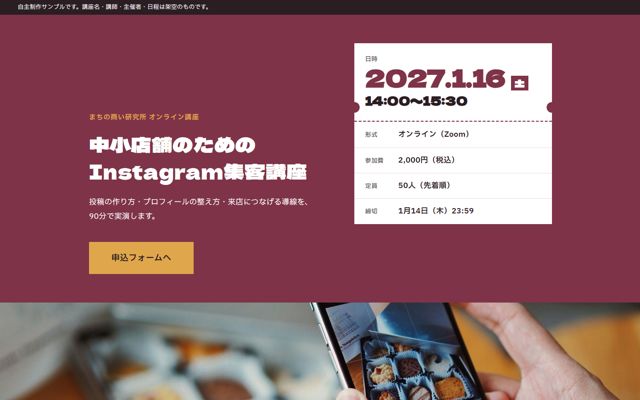 自主制作サンプルです。講座名・講師・主催者・日程は架空のものです。
まちの商い研究所 オンライン講座
中小店舗のための
Instagram集客講座
投稿の作り方・プロフィールの整え方・来店につなげる導線を、
90分で実演します。
申込フォームへ
日時
2027.1.16 土
14:00〜15:30
形式 オンライン（Zoom）
参加費 2,000円（税込）
定員 50人（先着順）
締切 1月14日（木）23:59